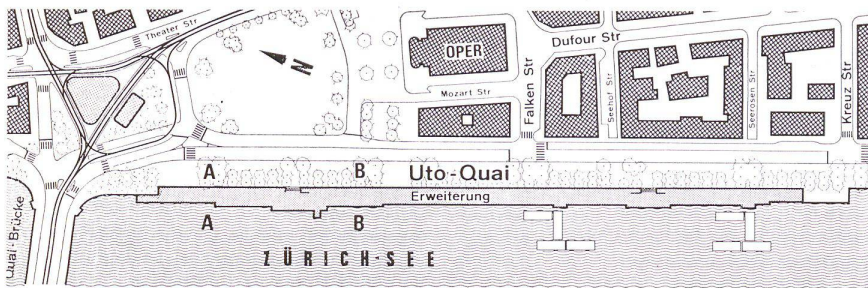 Theater Str
N
OPER
Dufour Str
Mozart Str
Falken Str
Seehof Str
Seerosen Str
Kreuz Str
A
B
Uto-Quai
Erweiterung
A
B
Quai-Brücke
ZÜRICH-SEE